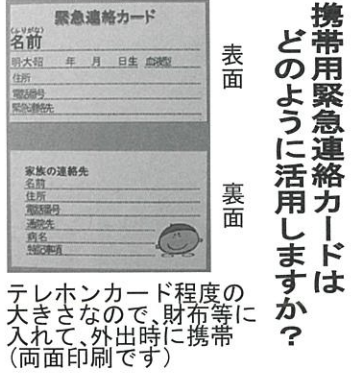 携帯用緊急連絡カードは
どのように活用しますか?
表面
緊急連絡カード
(ふりがな)
名前
明・大・昭 年 月 日生 血液型
住所
電話番号
緊急連絡先
裏面
家族の連絡先
名前
住所
電話番号
通院先
病名
特記事項
テレホンカード程度の
大きさなので、財布等に
入れて、外出時に携帯
(両面印刷です)